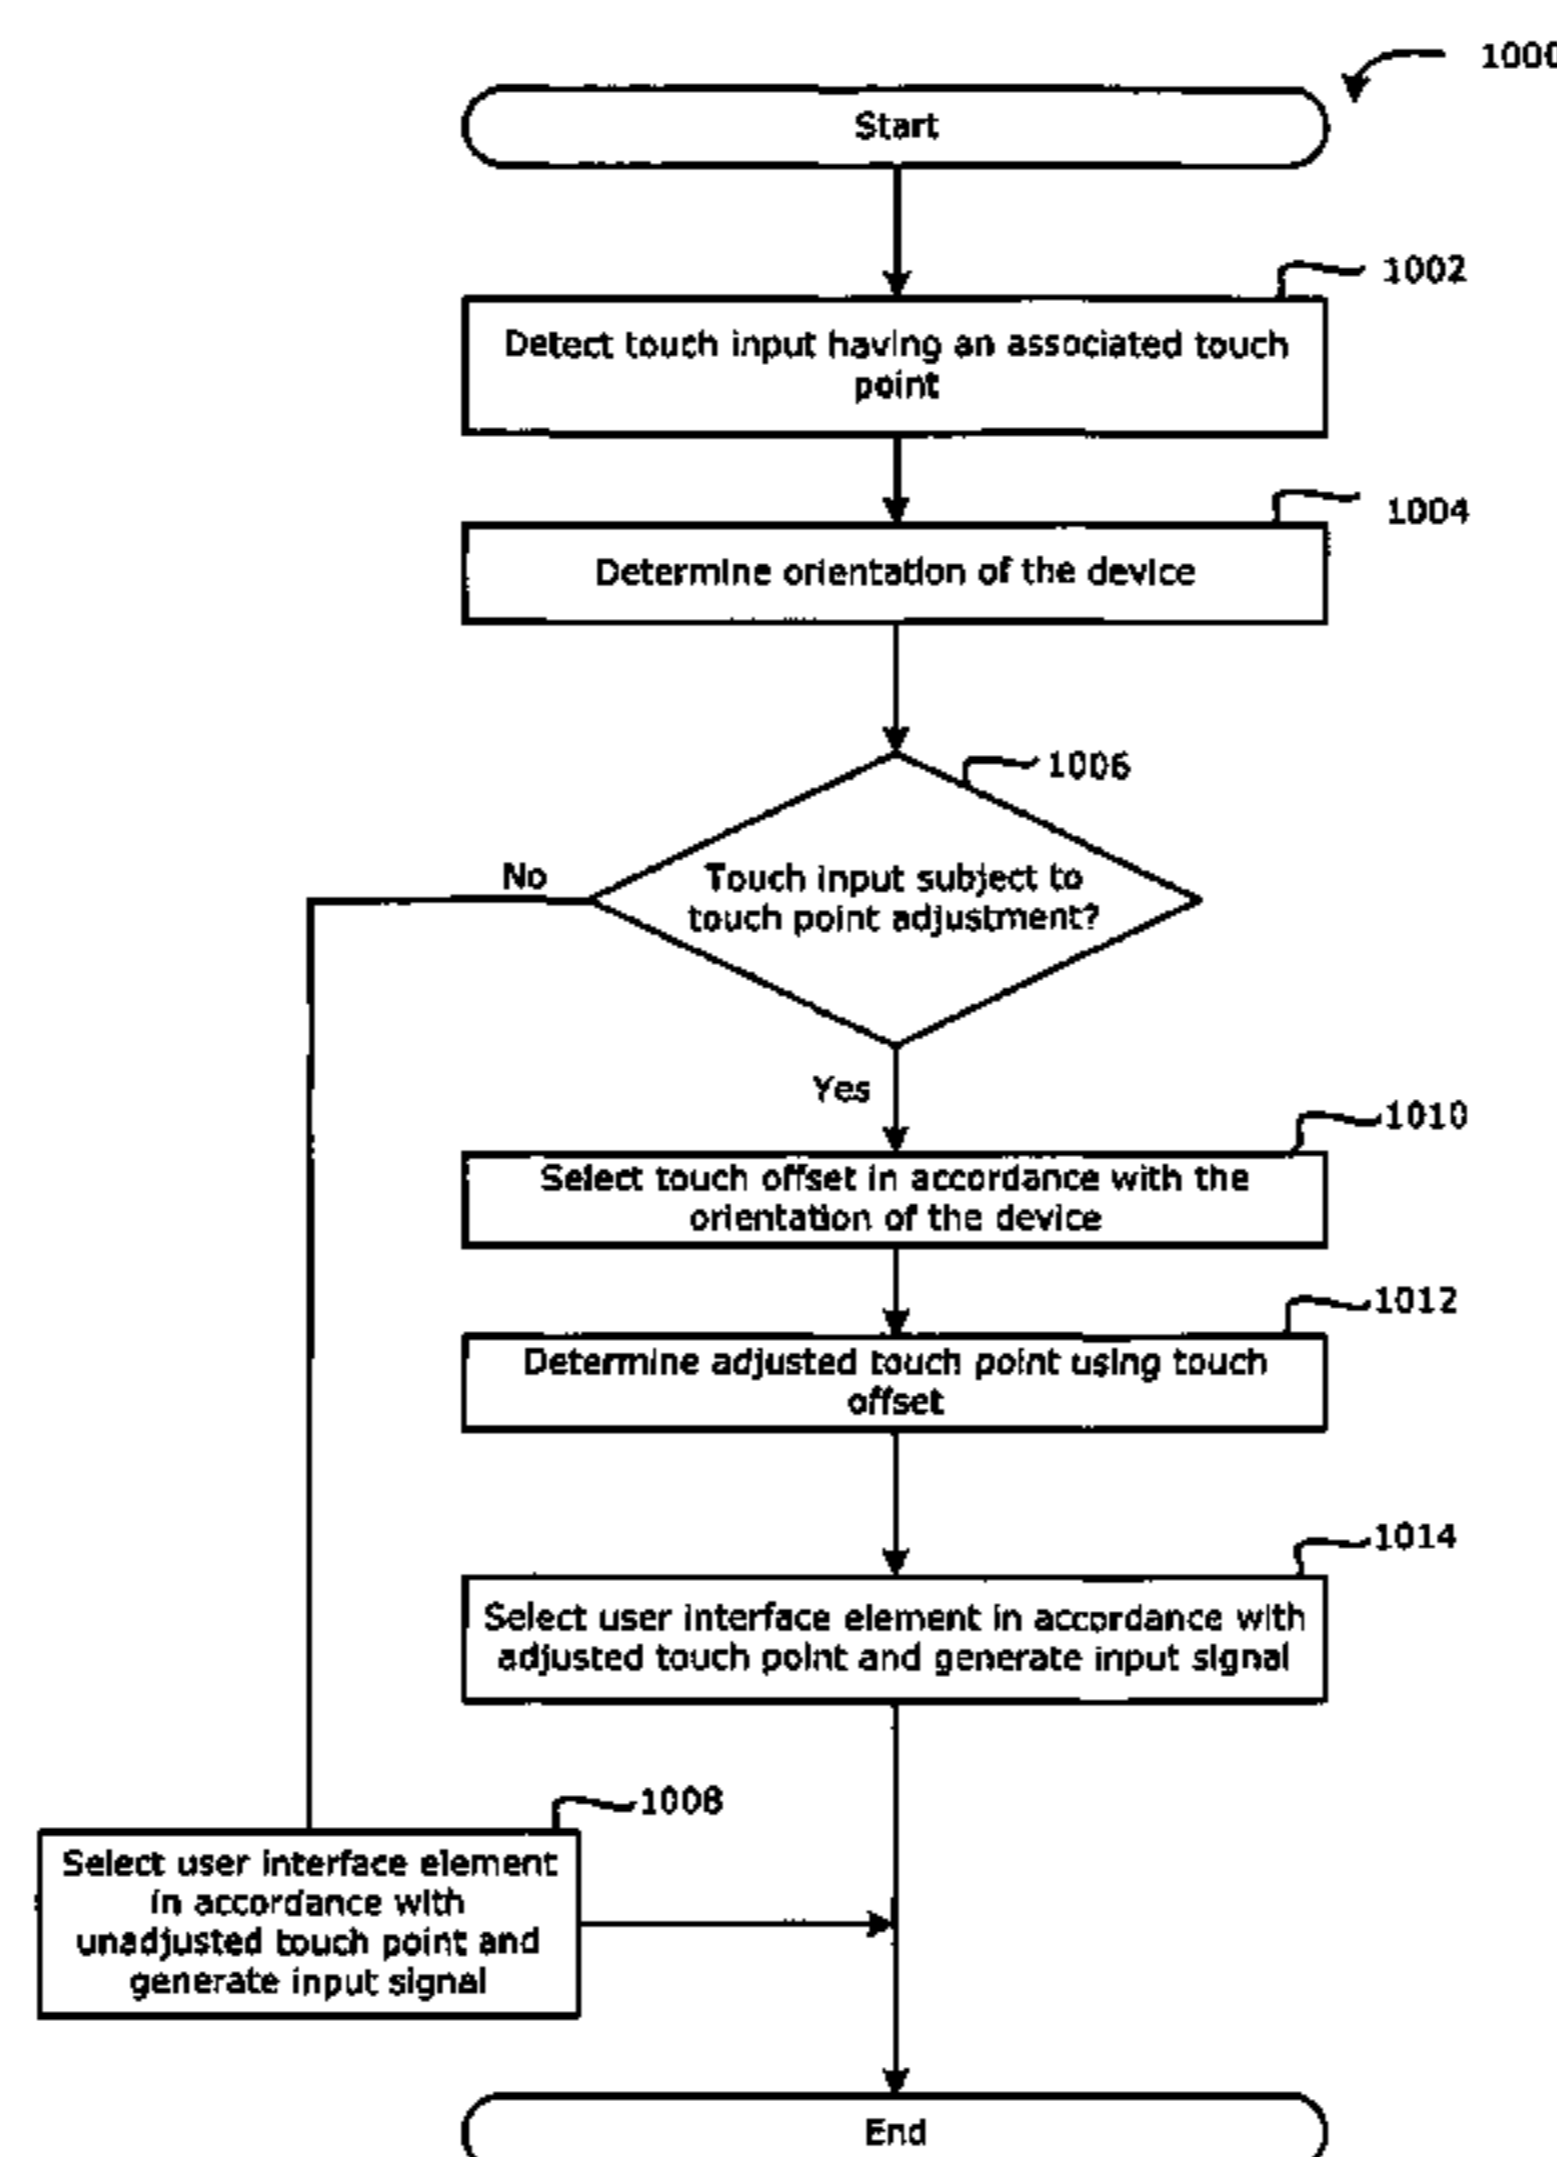 1000
Start
1002
Detect touch input having an associated touch
point
1004
Determine orientation of the device
1006
Touch input subject to
touch point adjustment?
No
Yes
1010
Select touch offset in accordance with the
orientation of the device
1012
Determine adjusted touch point using touch
offset
1014
Select user interface element in accordance with
adjusted touch point and generate input signal
1008
Select user interface element
in accordance with
unadjusted touch point and
generate input signal
End